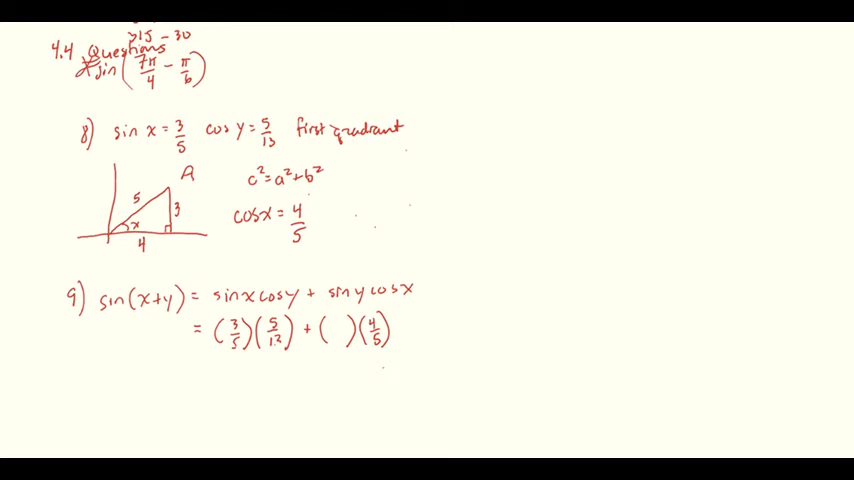 315 - 30
4.4 Questions
sin(7π/4 - π/6)
8) sin x = 3/5 cos y = 5/13 first quadrant
A
5 3 x 4
c² = a² + b²
cos x = 4/5
9) sin(x+y) = sin x cos y + sin y cos x
= (3/5)(5/13) + ( )(4/5)